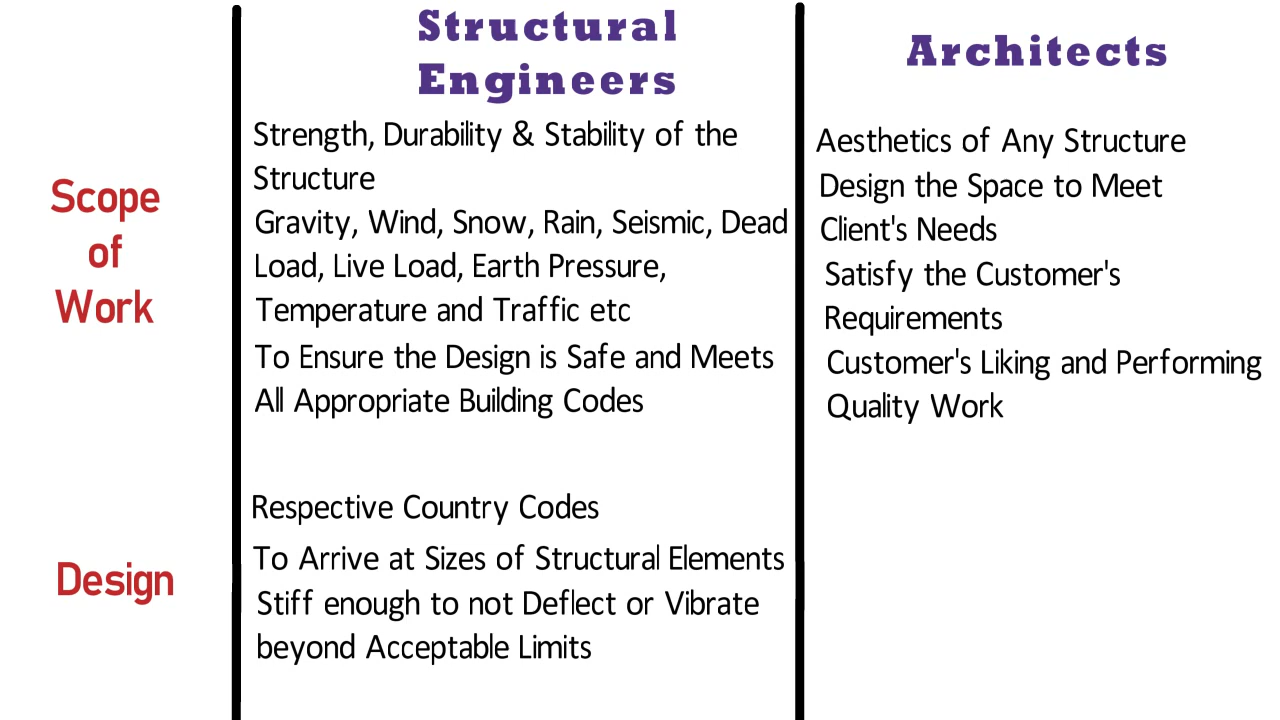 Structural
Engineers
Architects
Scope
of
Work
Strength, Durability & Stability of the
Structure
Gravity, Wind, Snow, Rain, Seismic, Dead
Load, Live Load, Earth Pressure,
Temperature and Traffic etc
To Ensure the Design is Safe and Meets
All Appropriate Building Codes
Aesthetics of Any Structure
Design the Space to Meet
Client's Needs
Satisfy the Customer's
Requirements
Customer's Liking and Performing
Quality Work
Design
Respective Country Codes
To Arrive at Sizes of Structural Elements
Stiff enough to not Deflect or Vibrate
beyond Acceptable Limits